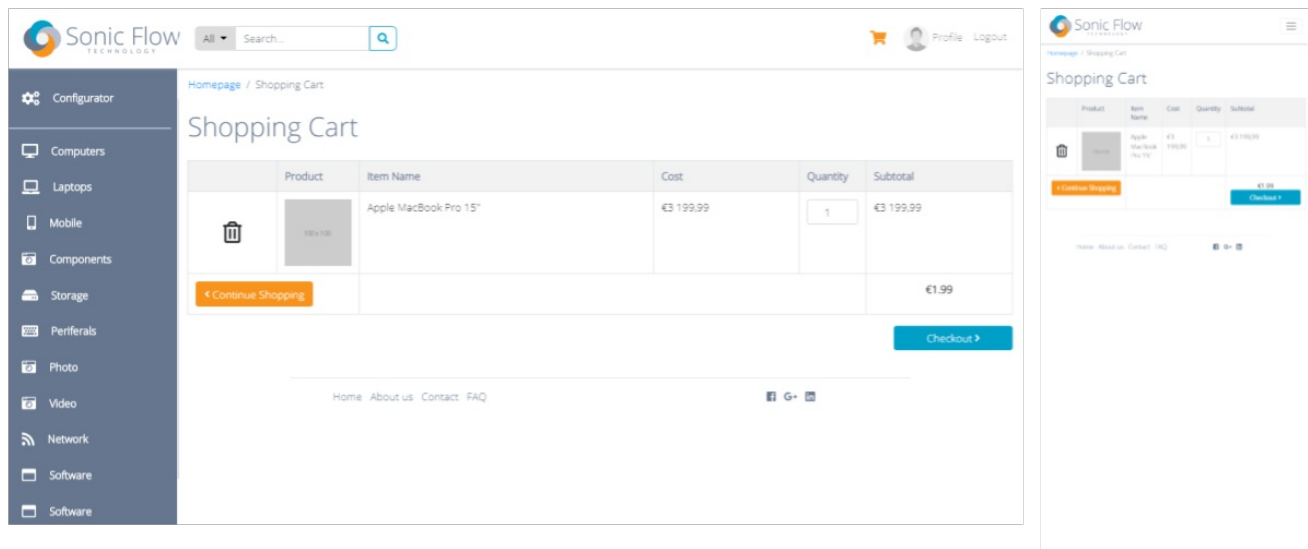 Sonic Flow
TECHNOLOGY
All Search...
Profile Logout
Configurator
Computers
Laptops
Mobile
Components
Storage
Periferals
Photo
Video
Network
Software
Software
Homepage / Shopping Cart
Shopping Cart
Product Item Name Cost Quantity Subtotal
100 x 100 Apple MacBook Pro 15" €3 199,99 1 €3 199,99
Continue Shopping €1.99
Checkout
Home About us Contact FAQ G+
Sonic Flow
TECHNOLOGY
Homepage / Shopping Cart
Shopping Cart
Product Item Name Cost Quantity Subtotal
Apple MacBook Pro 15" €3 199,99 1 €3 199,99
Continue Shopping €1.99
Checkout
Home About us Contact FAQ G+